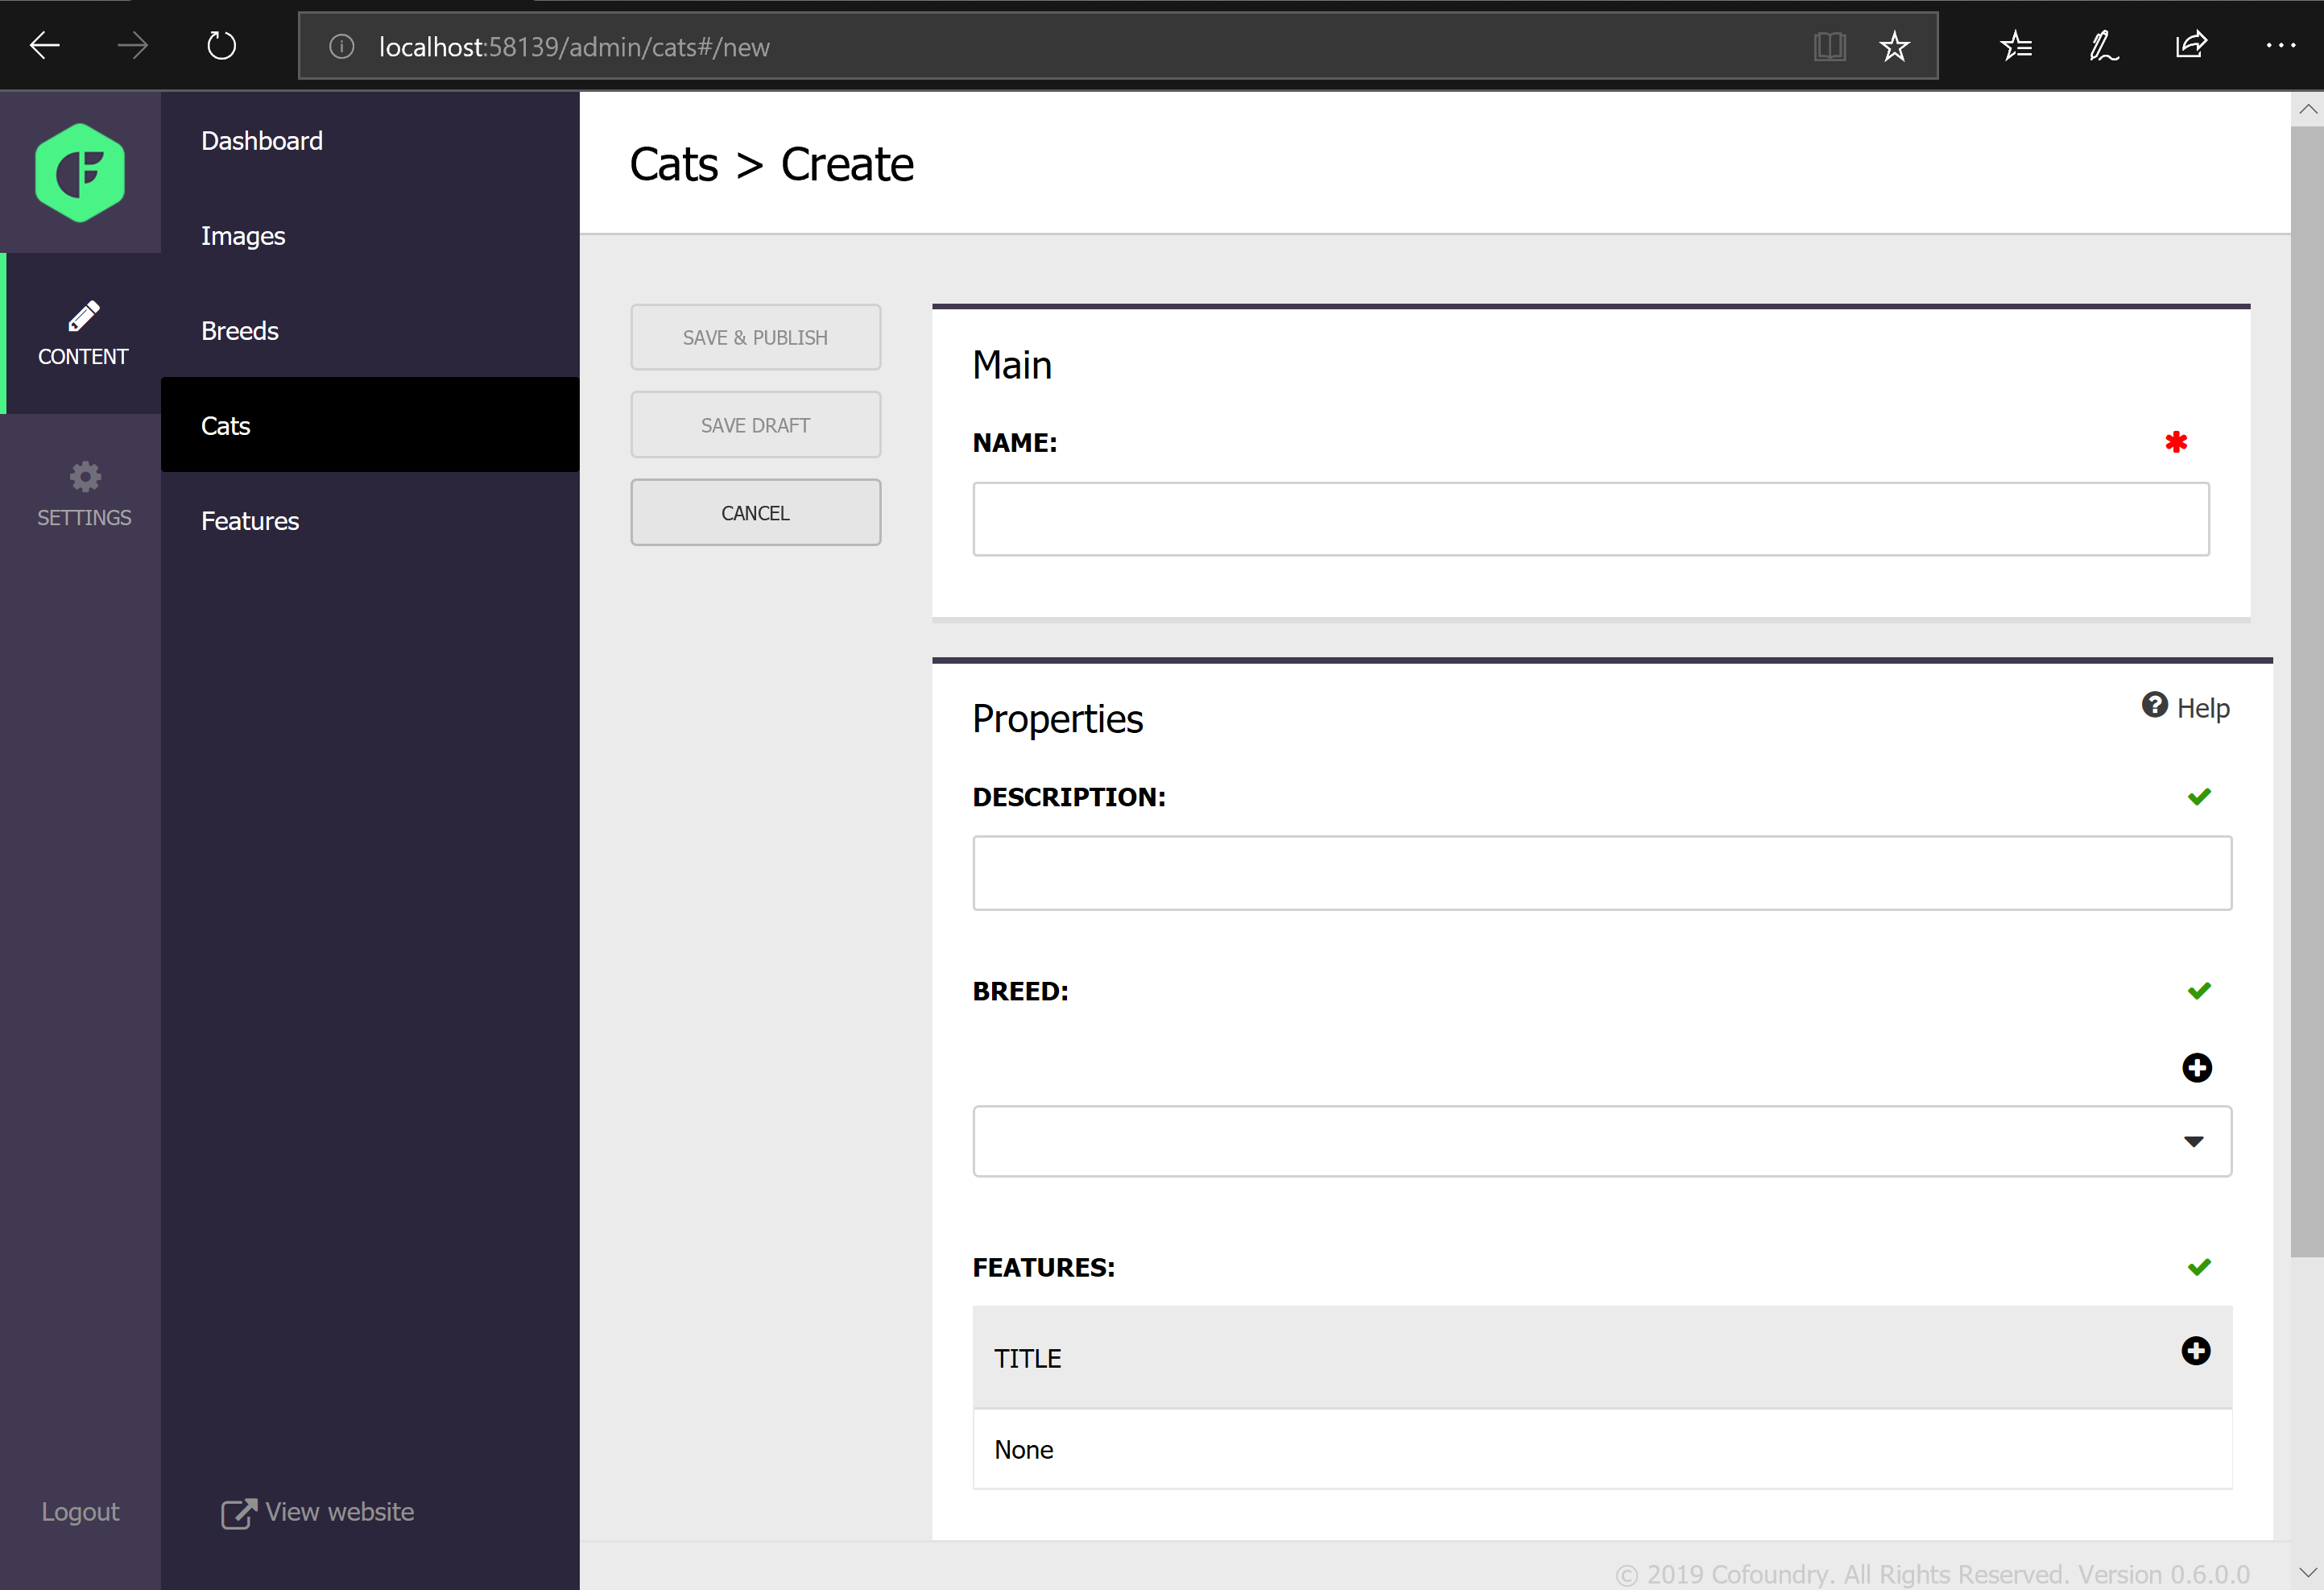 localhost:58139/admin/cats#/new
CONTENT
SETTINGS
Logout
Dashboard
Images
Breeds
Cats
Features
View website
Cats > Create
SAVE & PUBLISH
SAVE DRAFT
CANCEL
Main
NAME:
Properties
Help
DESCRIPTION:
BREED:
FEATURES:
TITLE
None
© 2019 Cofoundry. All Rights Reserved. Version 0.6.0.0